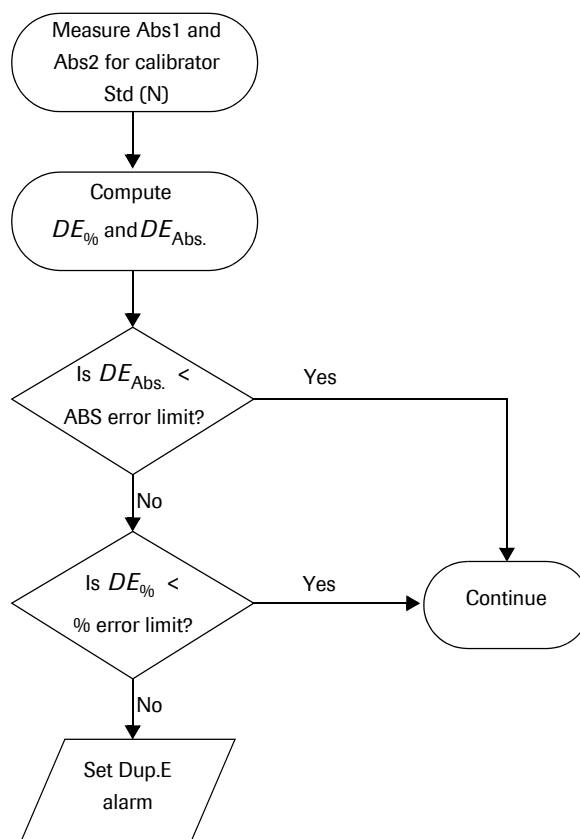 Measure Abs1 and
Abs2 for calibrator
Std (N)
Compute
DE% and DEAbs.
Is DEAbs. <
ABS error limit?
Yes
No
Is DE% <
% error limit?
Yes
Continue
No
Set Dup.E
alarm